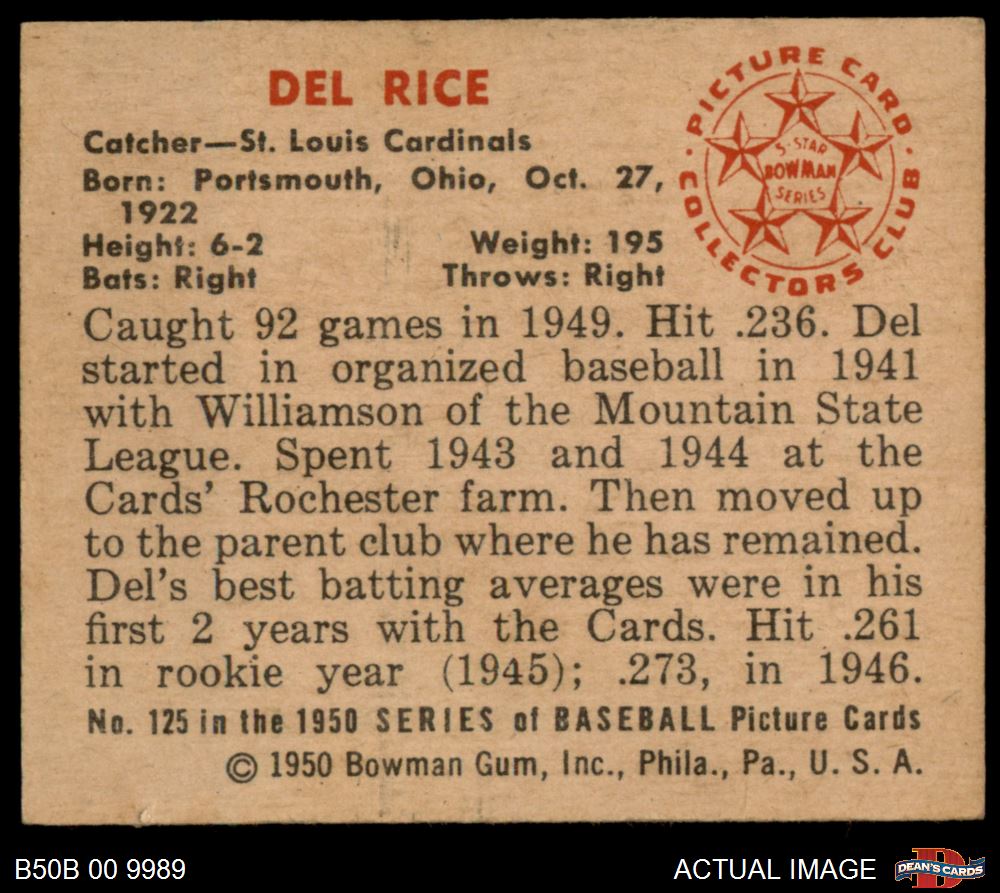 DEL RICE
Catcher—St. Louis Cardinals
Born: Portsmouth, Ohio, Oct. 27,
1922
Height: 6-2 Weight: 195
Bats: Right Throws: Right
PICTURE CARD
COLLECTORS CLUB
5-STAR
BOWMAN
SERIES
Caught 92 games in 1949. Hit .236. Del
started in organized baseball in 1941
with Williamson of the Mountain State
League. Spent 1943 and 1944 at the
Cards' Rochester farm. Then moved up
to the parent club where he has remained.
Del's best batting averages were in his
first 2 years with the Cards. Hit .261
in rookie year (1945); .273, in 1946.
No. 125 in the 1950 SERIES of BASEBALL Picture Cards
© 1950 Bowman Gum, Inc., Phila., Pa., U. S. A.
B50B 00 9989
ACTUAL IMAGE
D
DEAN'S CARDS